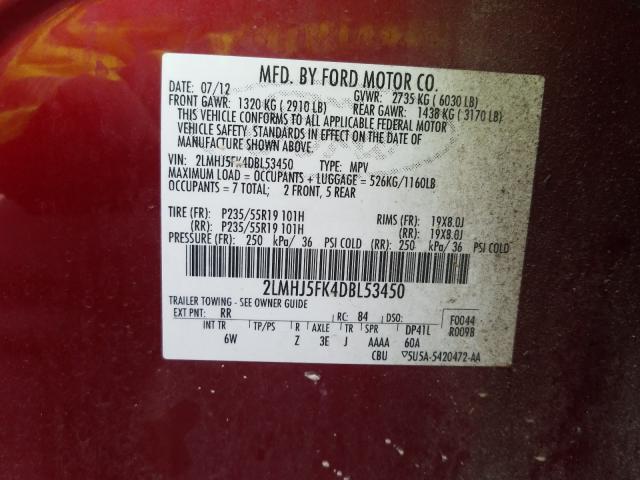 MFD. BY FORD MOTOR CO.
DATE: 07/12 GVWR: 2735 KG ( 6030 LB)
FRONT GAWR: 1320 KG ( 2910 LB) REAR GAWR: 1438 KG ( 3170 LB)
THIS VEHICLE CONFORMS TO ALL APPLICABLE FEDERAL MOTOR
VEHICLE SAFETY STANDARDS IN EFFECT ON THE DATE OF
MANUFACTURE SHOWN ABOVE.
VIN: 2LMHJ5FK4DBL53450 TYPE: MPV
MAXIMUM LOAD = OCCUPANTS + LUGGAGE = 526KG/1160LB
OCCUPANTS = 7 TOTAL; 2 FRONT, 5 REAR
TIRE (FR): P235/55R19 101H RIMS (FR): 19X8.0J
(RR): P235/55R19 101H (RR): 19X8.0J
PRESSURE (FR): 250 kPa/ 36 PSI COLD (RR): 250 kPa/ 36 PSI COLD
2LMHJ5FK4DBL53450
TRAILER TOWING - SEE OWNER GUIDE
EXT PNT: RR RC: 84 DSO: F0044
INT TR TP/PS R AXLE TR SPR DP41L R009B
6W Z 3E J AAAA 60A
CBU 5U5A-5420472-AA